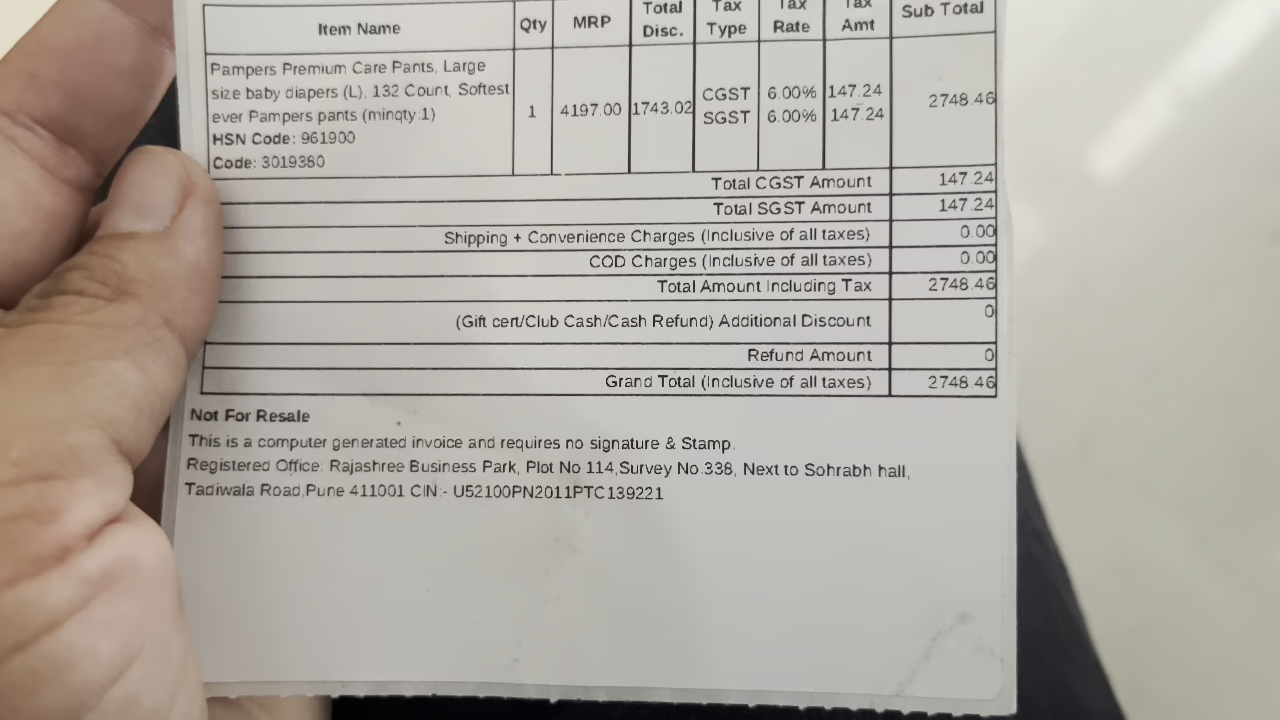 Item Name Qty MRP Total Disc. Tax Type Tax Rate Tax Amt Sub Total
Pampers Premium Care Pants, Large
size baby diapers (L), 132 Count, Softest
ever Pampers pants (minqty:1)
HSN Code: 961900
Code: 3019380
1 4197.00 1743.02 CGST 6.00% 147.24 2748.46
SGST 6.00% 147.24
Total CGST Amount 147.24
Total SGST Amount 147.24
Shipping + Convenience Charges (Inclusive of all taxes) 0.00
COD Charges (Inclusive of all taxes) 0.00
Total Amount Including Tax 2748.46
(Gift cert/Club Cash/Cash Refund) Additional Discount 0
Refund Amount 0
Grand Total (Inclusive of all taxes) 2748.46
Not For Resale
This is a computer generated invoice and requires no signature & Stamp.
Registered Office: Rajashree Business Park, Plot No 114,Survey No.338, Next to Sohrabh hall,
Tadiwala Road,Pune 411001 CIN:- U52100PN2011PTC139221